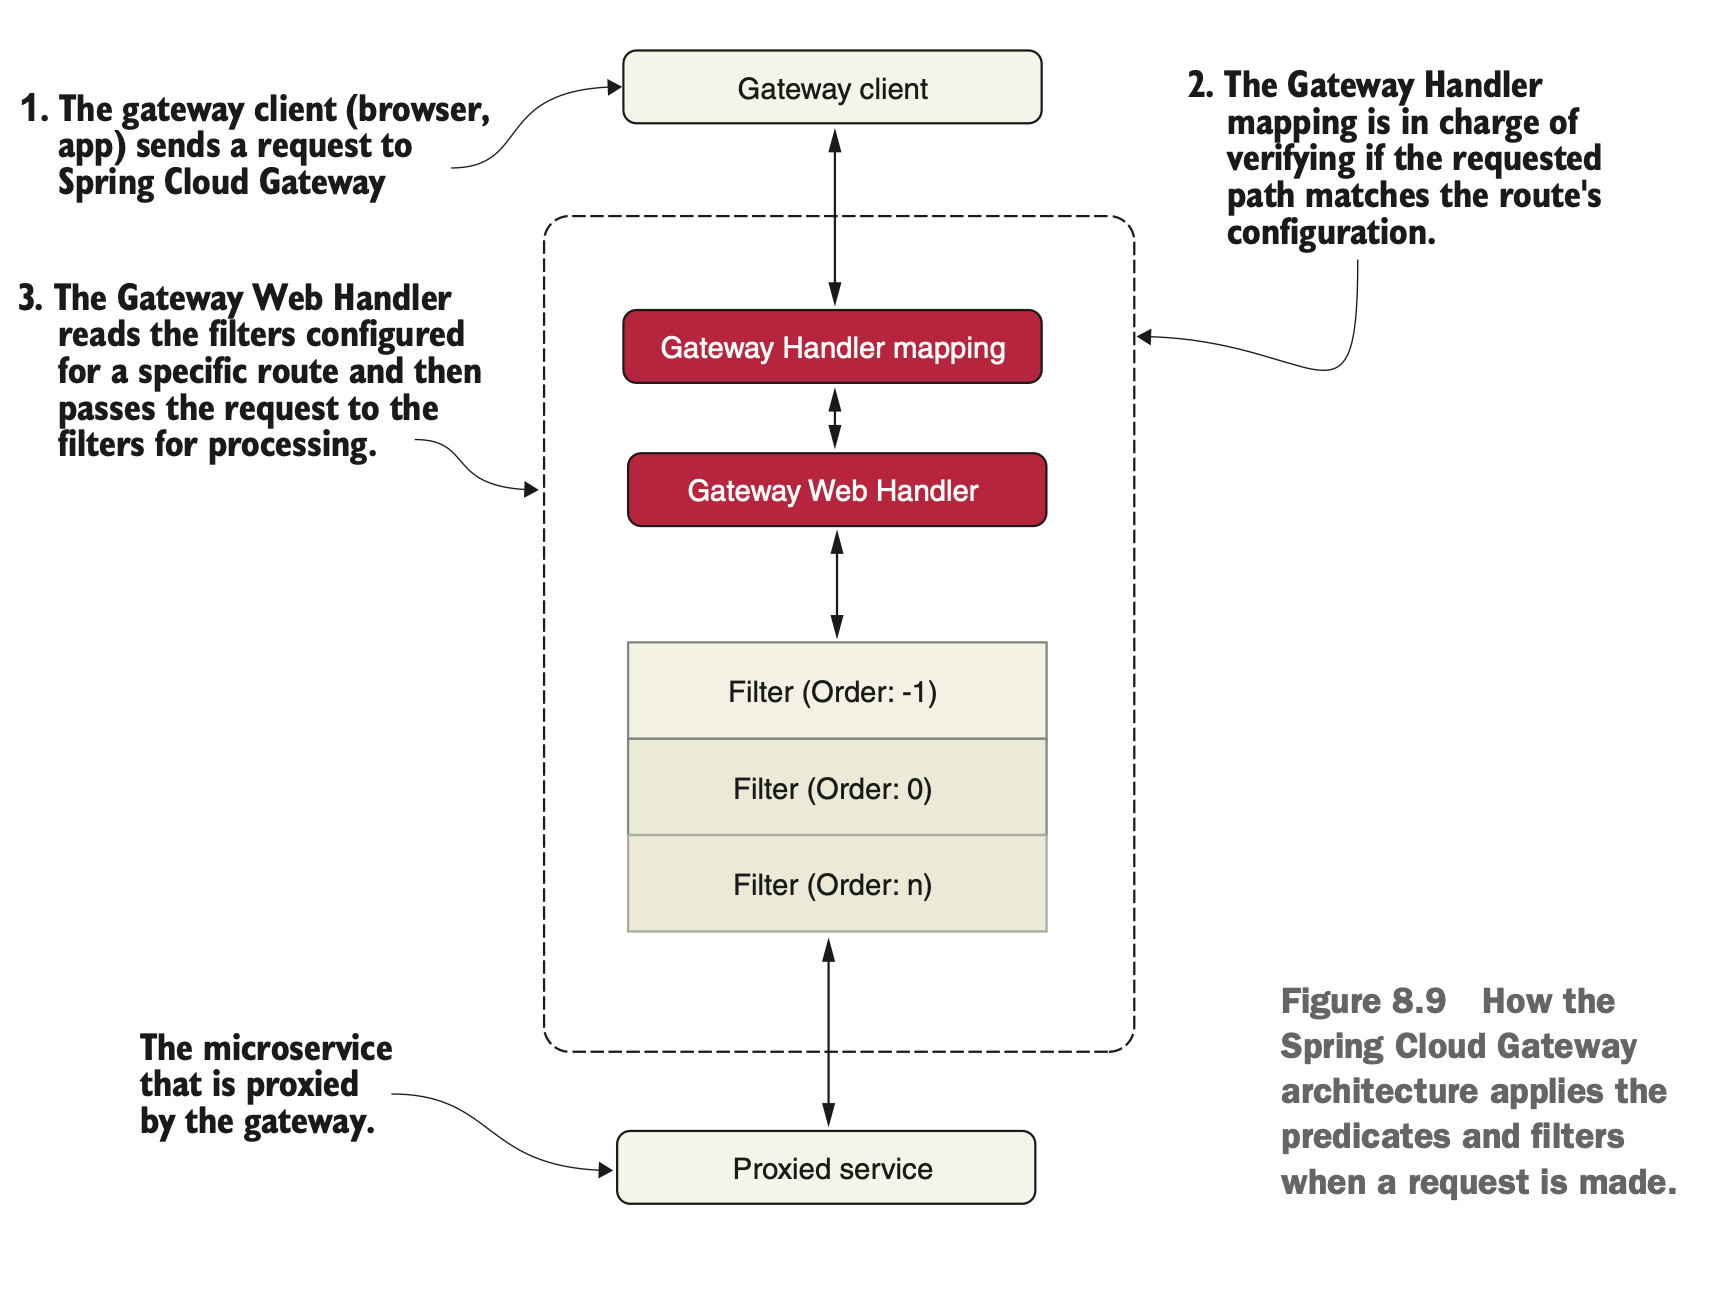 Gateway client
1. The gateway client (browser,
app) sends a request to
Spring Cloud Gateway
2. The Gateway Handler
mapping is in charge of
verifying if the requested
path matches the route's
configuration.
3. The Gateway Web Handler
reads the filters configured
for a specific route and then
passes the request to the
filters for processing.
Gateway Handler mapping
Gateway Web Handler
Filter (Order: -1)
Filter (Order: 0)
Filter (Order: n)
The microservice
that is proxied
by the gateway.
Proxied service
Figure 8.9 How the
Spring Cloud Gateway
architecture applies the
predicates and filters
when a request is made.